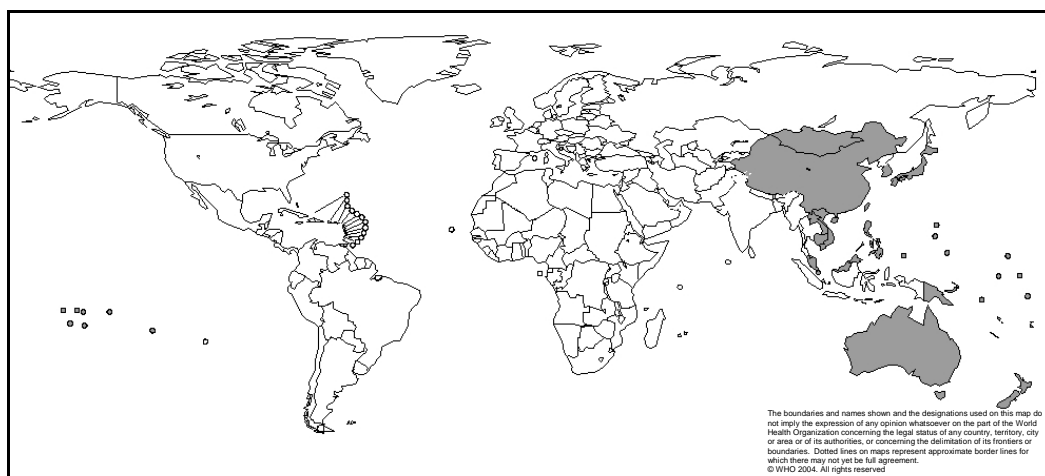 The boundaries and names shown and the designations used on this map do
not imply the expression of any opinion whatsoever on the part of the World
Health Organization concerning the legal status of any country, territory, city
or area or of its authorities, or concerning the delimitation of its frontiers or
boundaries.  Dotted lines on maps represent approximate border lines for
which there may not yet be full agreement.
© WHO 2004. All rights reserved